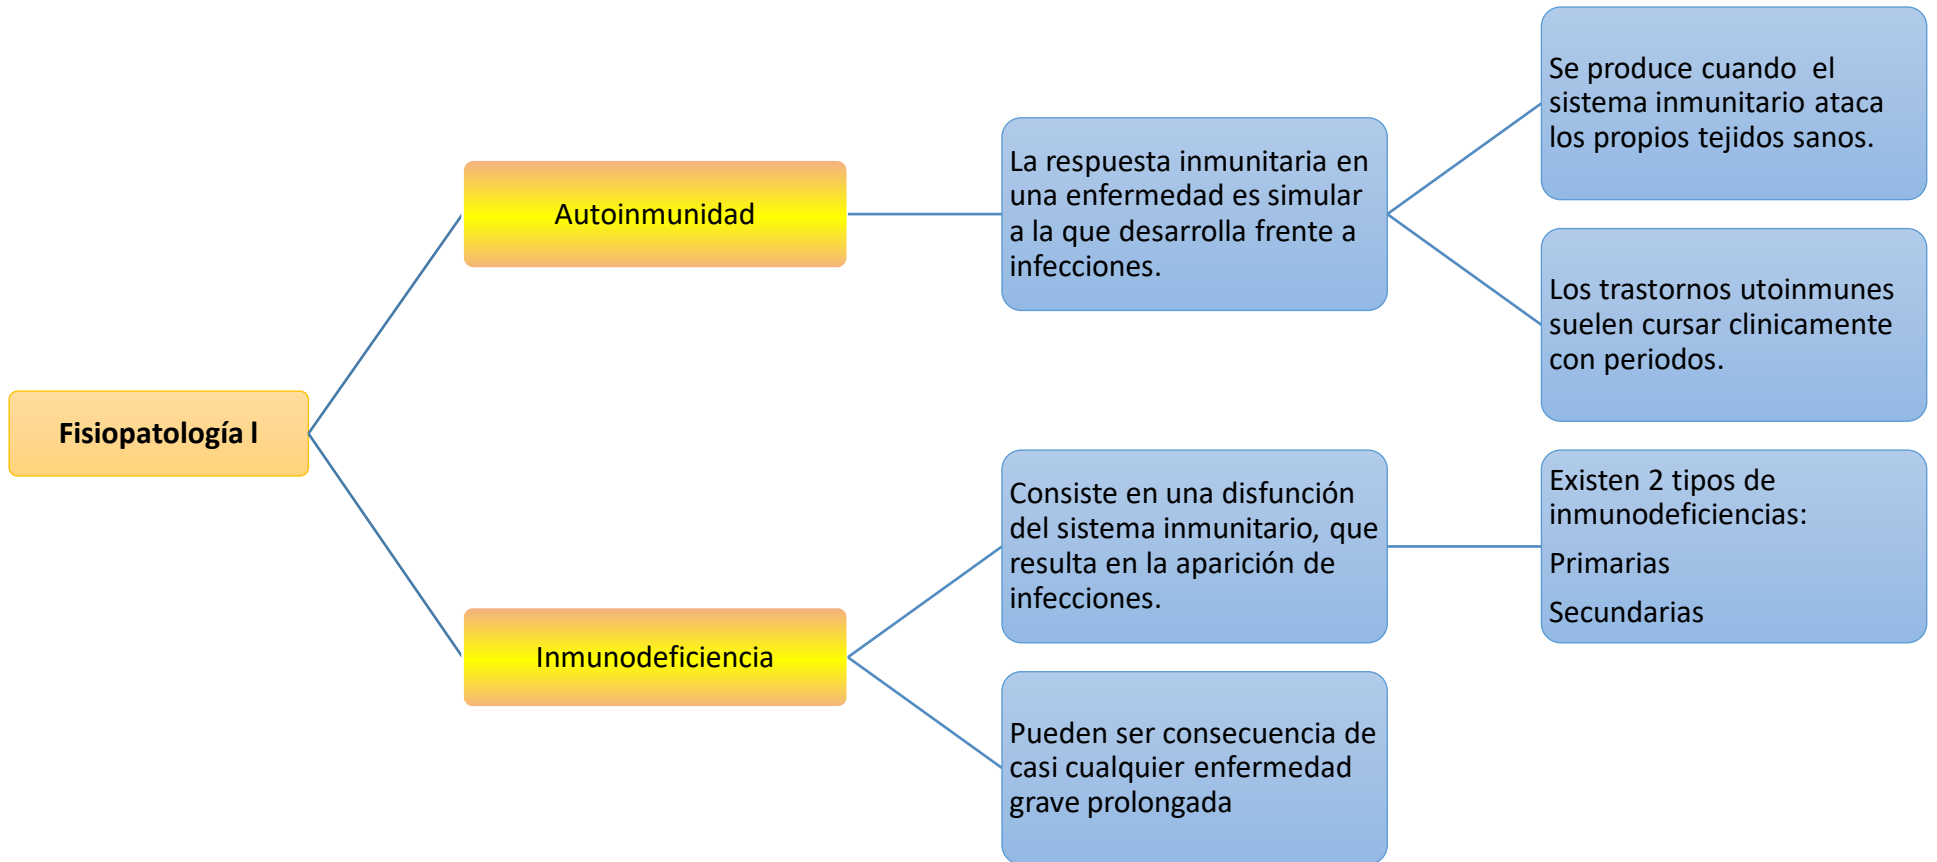 Fisiopatología l
Autoinmunidad
La respuesta inmunitaria en
una enfermedad es simular
a la que desarrolla frente a
infecciones.
Se produce cuando  el
sistema inmunitario ataca
los propios tejidos sanos.
Los trastornos utoinmunes
suelen cursar clinicamente
con periodos.
Inmunodeficiencia
Consiste en una disfunción
del sistema inmunitario, que
resulta en la aparición de
infecciones.
Existen 2 tipos de
inmunodeficiencias:
Primarias
Secundarias
Pueden ser consecuencia de
casi cualquier enfermedad
grave prolongada